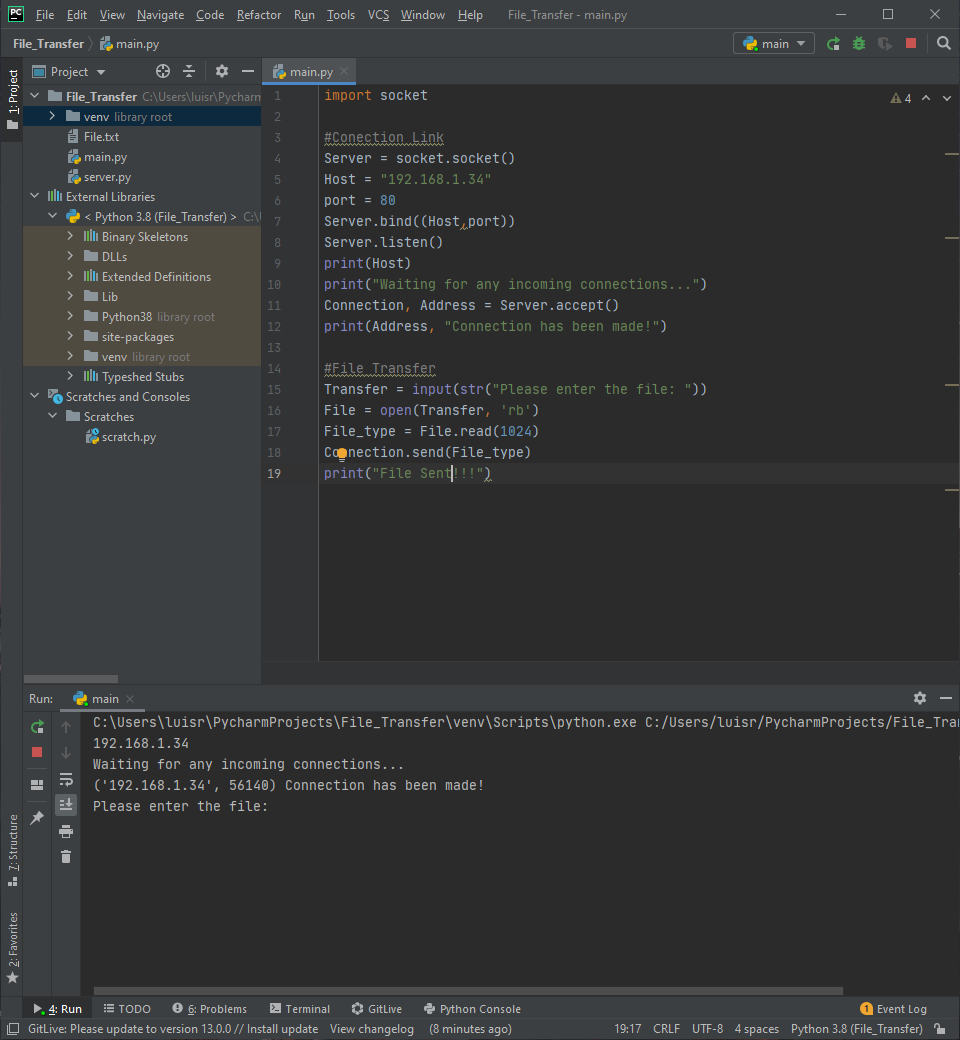 PC File Edit View Navigate Code Refactor Run Tools VCS Window Help File_Transfer - main.py
File_Transfer main.py main
1: Project
Project
File_Transfer C:\Users\luisr\Pycharm
venv library root
File.txt
main.py
server.py
External Libraries
< Python 3.8 (File_Transfer) > C:\U
Binary Skeletons
DLLs
Extended Definitions
Lib
Python38 library root
site-packages
venv library root
Typeshed Stubs
Scratches and Consoles
Scratches
scratch.py
main.py
4
1 import socket
2
3 #Conection Link
4 Server = socket.socket()
5 Host = "192.168.1.34"
6 port = 80
7 Server.bind((Host,port))
8 Server.listen()
9 print(Host)
10 print("Waiting for any incoming connections...")
11 Connection, Address = Server.accept()
12 print(Address, "Connection has been made!")
13
14 #File Transfer
15 Transfer = input(str("Please enter the file: "))
16 File = open(Transfer, 'rb')
17 File_type = File.read(1024)
18 Connection.send(File_type)
19 print("File Sent!!!")
Run: main
C:\Users\luisr\PycharmProjects\File_Transfer\venv\Scripts\python.exe C:/Users/luisr/PycharmProjects/File_Tra
192.168.1.34
Waiting for any incoming connections...
('192.168.1.34', 56140) Connection has been made!
Please enter the file:
7: Structure
2: Favorites
4: Run TODO 6: Problems Terminal GitLive Python Console 1 Event Log
GitLive: Please update to version 13.0.0 // Install update View changelog (8 minutes ago) 19:17 CRLF UTF-8 4 spaces Python 3.8 (File_Transfer)